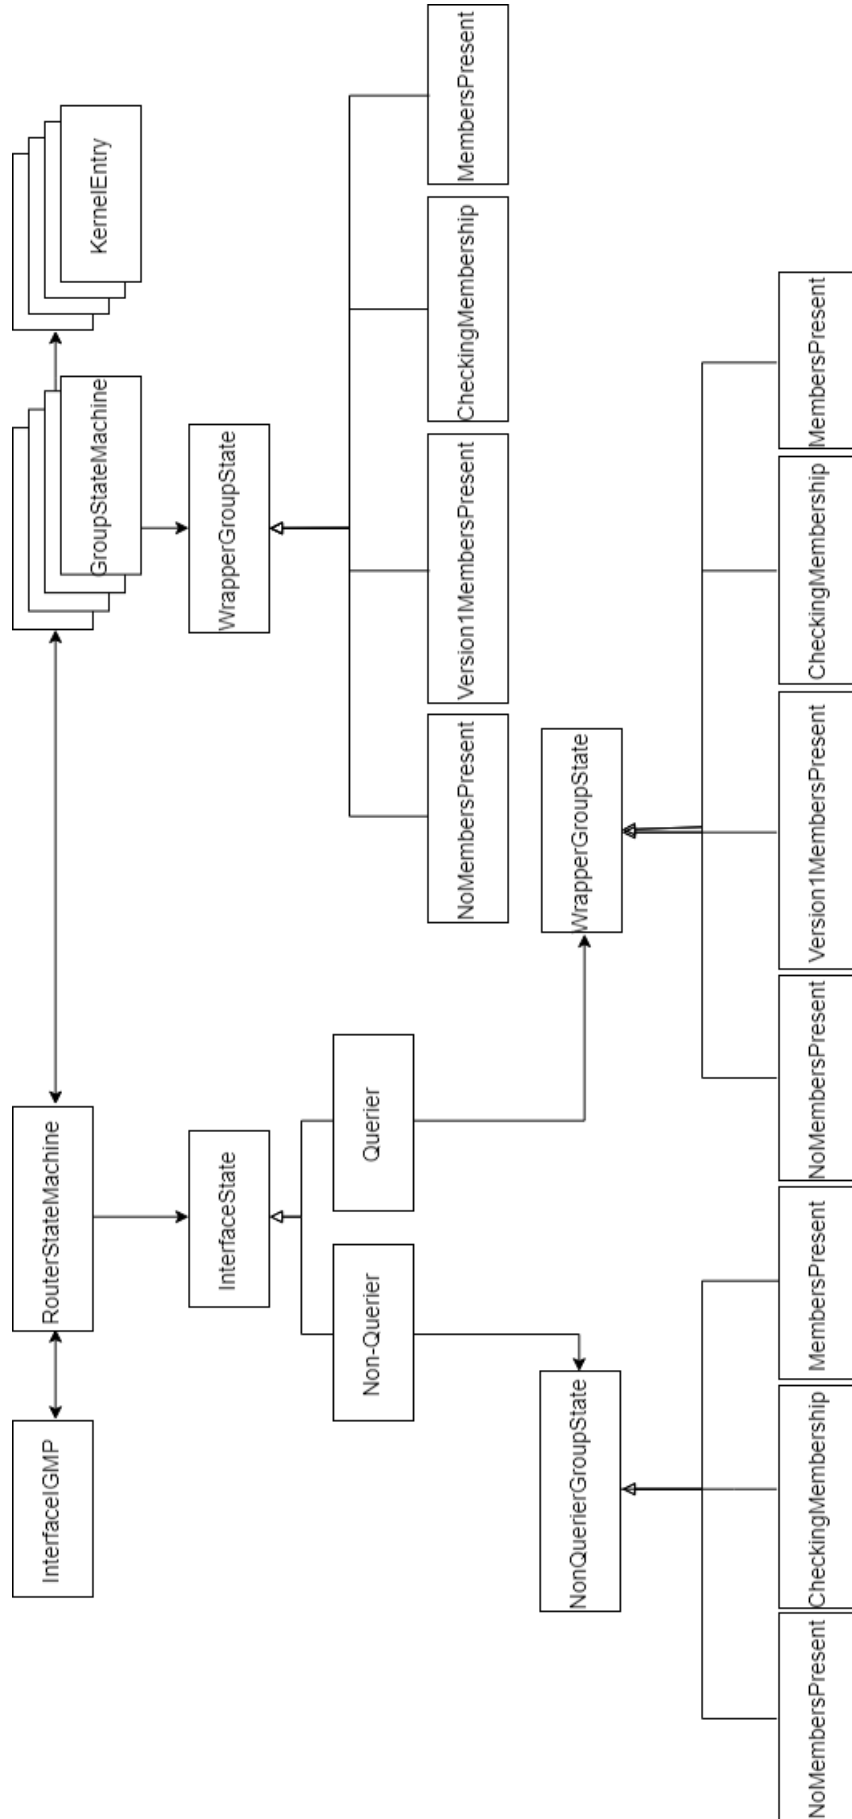 InterfaceIGMP
RouterStateMachine
GroupStateMachine
KernelEntry
InterfaceState
WrapperGroupState
Non-Querier
Querier
NoMembersPresent
Version1MembersPresent
CheckingMembership
MembersPresent
NonQuerierGroupState
WrapperGroupState
NoMembersPresent
CheckingMembership
MembersPresent
NoMembersPresent
Version1MembersPresent
CheckingMembership
MembersPresent